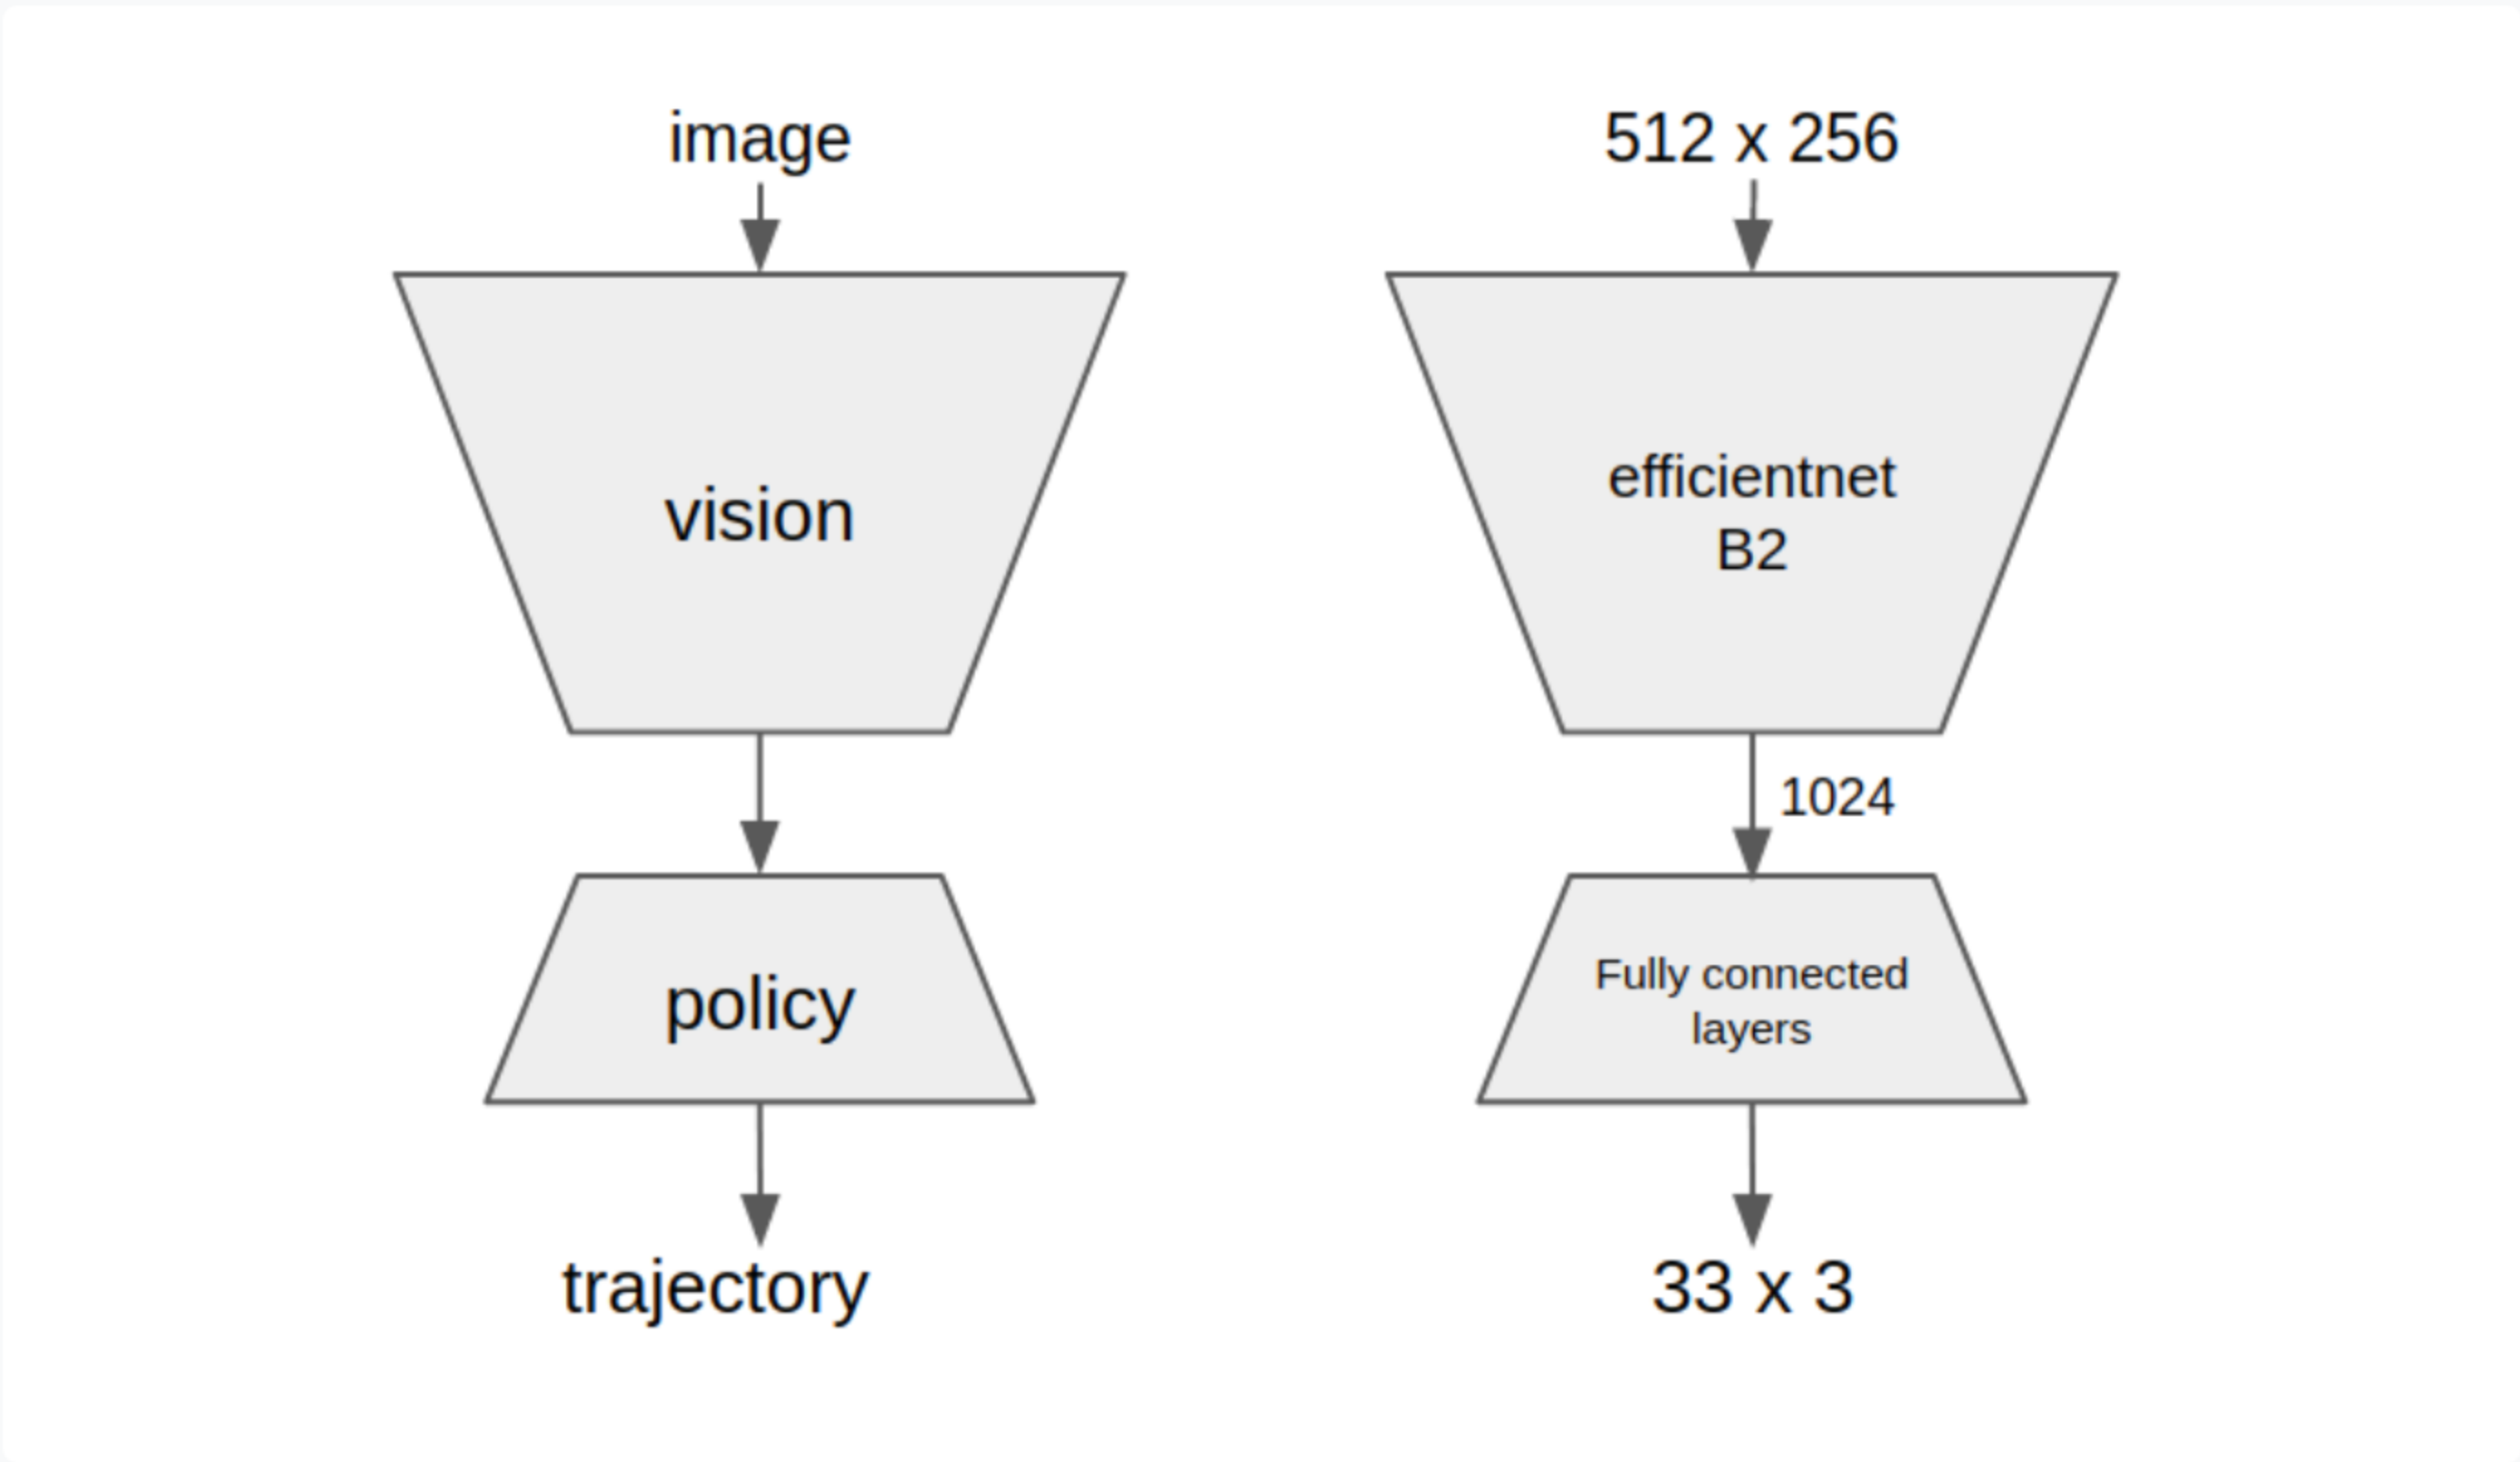 image
vision
policy
trajectory
512 x 256
efficientnet
B2
1024
Fully connected
layers
33 x 3